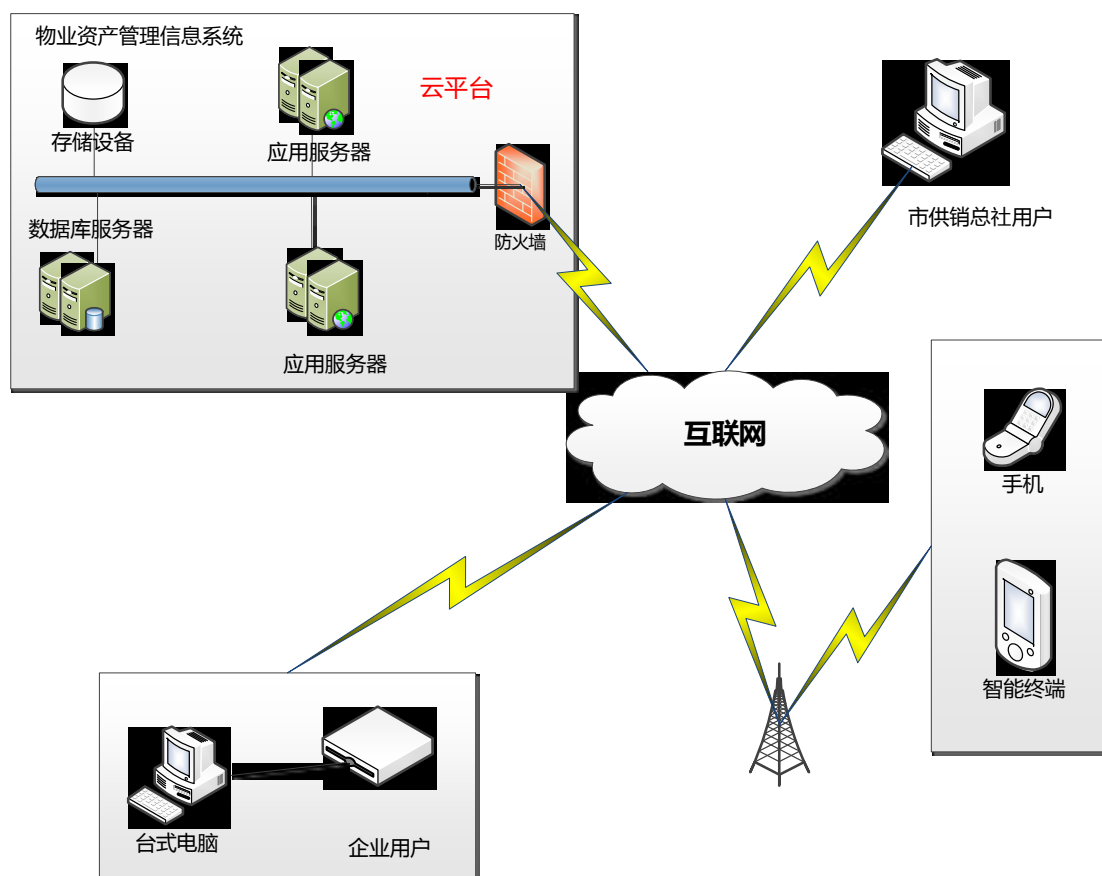 物业资产管理信息系统
云平台
存储设备
应用服务器
数据库服务器
防火墙
应用服务器
市供销总社用户
互联网
手机
智能终端
台式电脑
企业用户